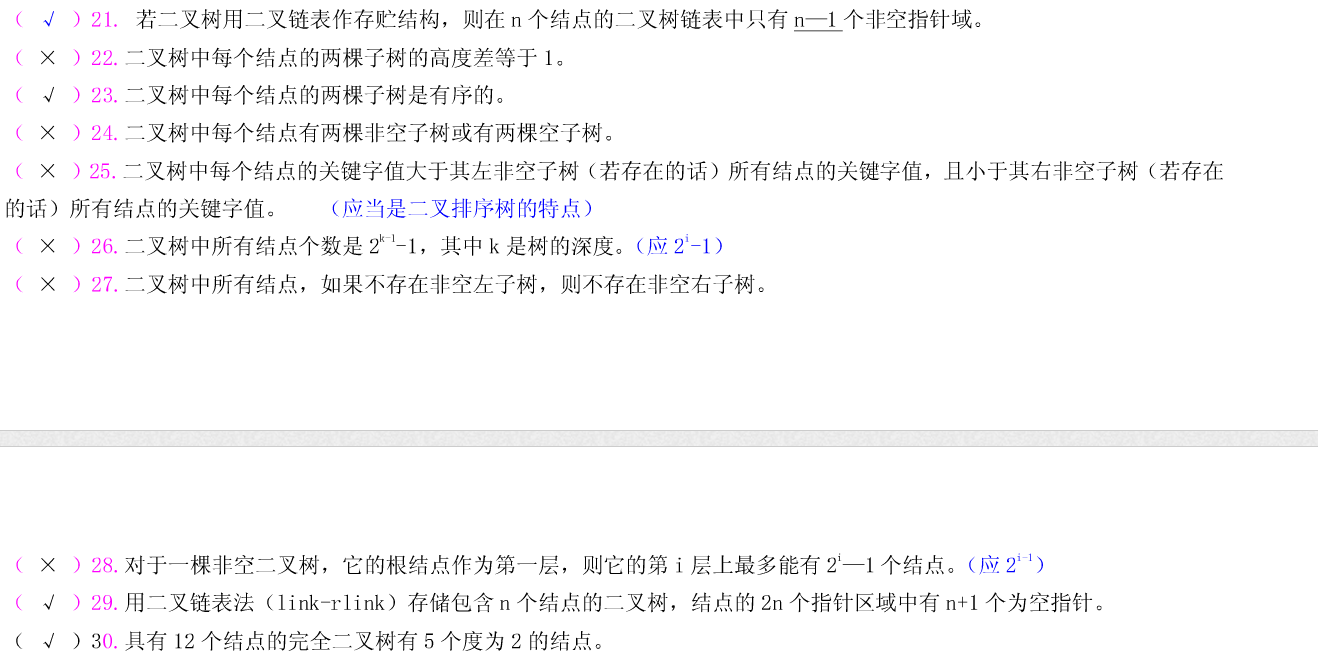 （ √ ）21. 若二叉树用二叉链表作存贮结构，则在 n 个结点的二叉树链表中只有 n—1 个非空指针域。
（ × ）22.二叉树中每个结点的两棵子树的高度差等于 1。
（ √ ）23.二叉树中每个结点的两棵子树是有序的。
（ × ）24.二叉树中每个结点有两棵非空子树或有两棵空子树。
（ × ）25.二叉树中每个结点的关键字值大于其左非空子树（若存在的话）所有结点的关键字值，且小于其右非空子树（若存在
的话）所有结点的关键字值。 （应当是二叉排序树的特点）
（ × ）26.二叉树中所有结点个数是 2^{k-1}-1，其中 k 是树的深度。（应 2^i-1）
（ × ）27.二叉树中所有结点，如果不存在非空左子树，则不存在非空右子树。
（ × ）28.对于一棵非空二叉树，它的根结点作为第一层，则它的第 i 层上最多能有 2^i—1 个结点。（应 2^{i-1}）
（ √ ）29.用二叉链表法（link-rlink）存储包含 n 个结点的二叉树，结点的 2n 个指针区域中有 n+1 个为空指针。
（ √ ）30.具有 12 个结点的完全二叉树有 5 个度为 2 的结点。